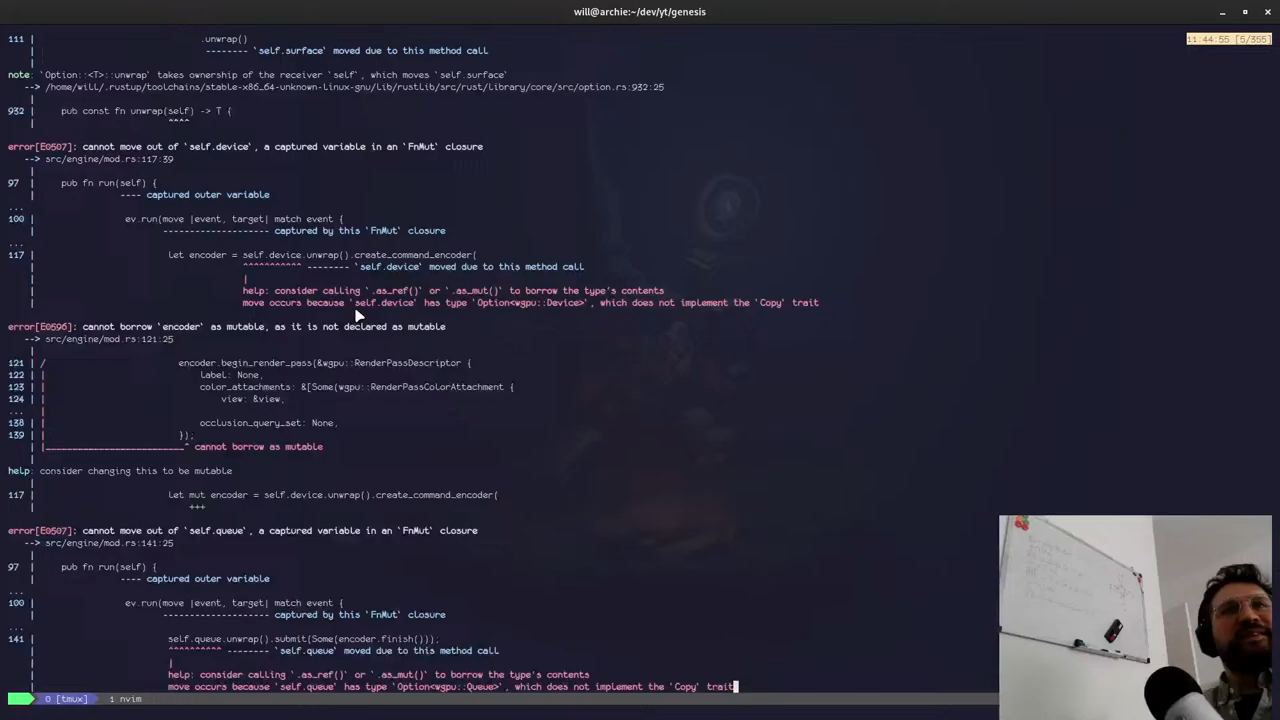 will@archie:~/dev/yt/genesis
111 | .unwrap()
| -------- `self.surface` moved due to this method call
11:44:55 [5/355]
note: `Option::<T>::unwrap` takes ownership of the receiver `self`, which moves `self.surface`
--> /home/will/.rustup/toolchains/stable-x86_64-unknown-linux-gnu/lib/rustlib/src/rust/library/core/src/option.rs:932:25
|
932 | pub const fn unwrap(self) -> T {
| ^^^^
error[E0507]: cannot move out of `self.device`, a captured variable in an `FnMut` closure
--> src/engine/mod.rs:117:39
|
97 | pub fn run(self) {
| ---- captured outer variable
...
100 | ev.run(move |event, target| match event {
| -------------------- captured by this `FnMut` closure
...
117 | let encoder = self.device.unwrap().create_command_encoder(
| ^^^^^^^^^^^ -------- `self.device` moved due to this method call
| |
| help: consider calling `.as_ref()` or `.as_mut()` to borrow the type's contents
| move occurs because `self.device` has type `Option<wgpu::Device>`, which does not implement the `Copy` trait
error[E0596]: cannot borrow `encoder` as mutable, as it is not declared as mutable
--> src/engine/mod.rs:121:25
|
121 | / encoder.begin_render_pass(&wgpu::RenderPassDescriptor {
122 | | label: None,
123 | | color_attachments: &[Some(wgpu::RenderPassColorAttachment {
124 | | view: &view,
... |
138 | | occlusion_query_set: None,
139 | | });
| |_________________________^ cannot borrow as mutable
|
help: consider changing this to be mutable
|
117 | let mut encoder = self.device.unwrap().create_command_encoder(
| +++
error[E0507]: cannot move out of `self.queue`, a captured variable in an `FnMut` closure
--> src/engine/mod.rs:141:25
|
97 | pub fn run(self) {
| ---- captured outer variable
...
100 | ev.run(move |event, target| match event {
| -------------------- captured by this `FnMut` closure
...
141 | self.queue.unwrap().submit(Some(encoder.finish()));
| ^^^^^^^^^^ -------- `self.queue` moved due to this method call
| |
| help: consider calling `.as_ref()` or `.as_mut()` to borrow the type's contents
| move occurs because `self.queue` has type `Option<wgpu::Queue>`, which does not implement the `Copy` trait
0 [tmux] 1 nvim